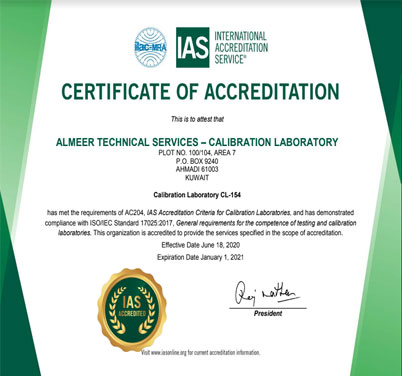 ilac-MRA
IAS
INTERNATIONAL
ACCREDITATION
SERVICE®
CERTIFICATE OF ACCREDITATION
This is to attest that
ALMEER TECHNICAL SERVICES – CALIBRATION LABORATORY
PLOT NO. 100/104, AREA 7
P.O. BOX 9240
AHMADI 61003
KUWAIT
Calibration Laboratory CL-154
has met the requirements of AC204, IAS Accreditation Criteria for Calibration Laboratories, and has demonstrated
compliance with ISO/IEC Standard 17025:2017, General requirements for the competence of testing and calibration
laboratories. This organization is accredited to provide the services specified in the scope of accreditation.
Effective Date June 18, 2020
Expiration Date January 1, 2021
IAS
ACCREDITED
President
Visit www.iasonline.org for current accreditation information.